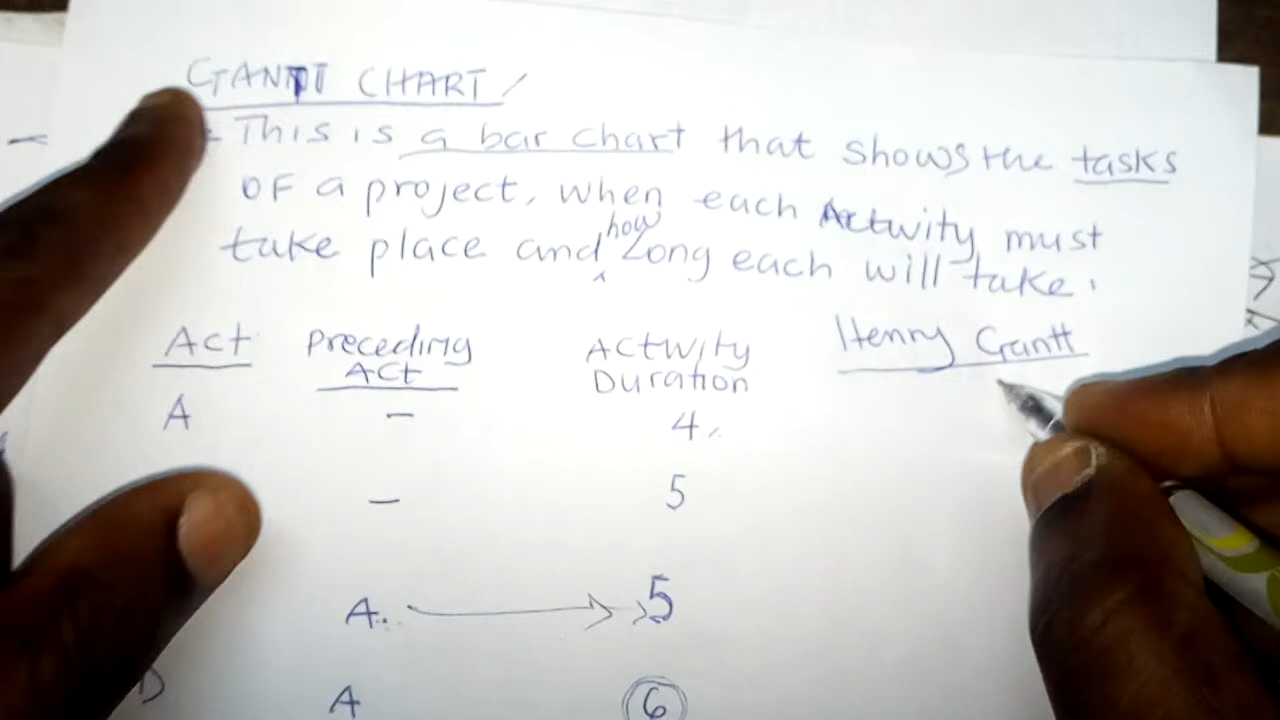 GANTT CHART
- This is a bar chart that shows the tasks
OF a project, when each Activity must
take place and how long each will take.
Act Preceding ACT Activity Duration Henry Gantt
A - 4
- 5
A 5
D A 6